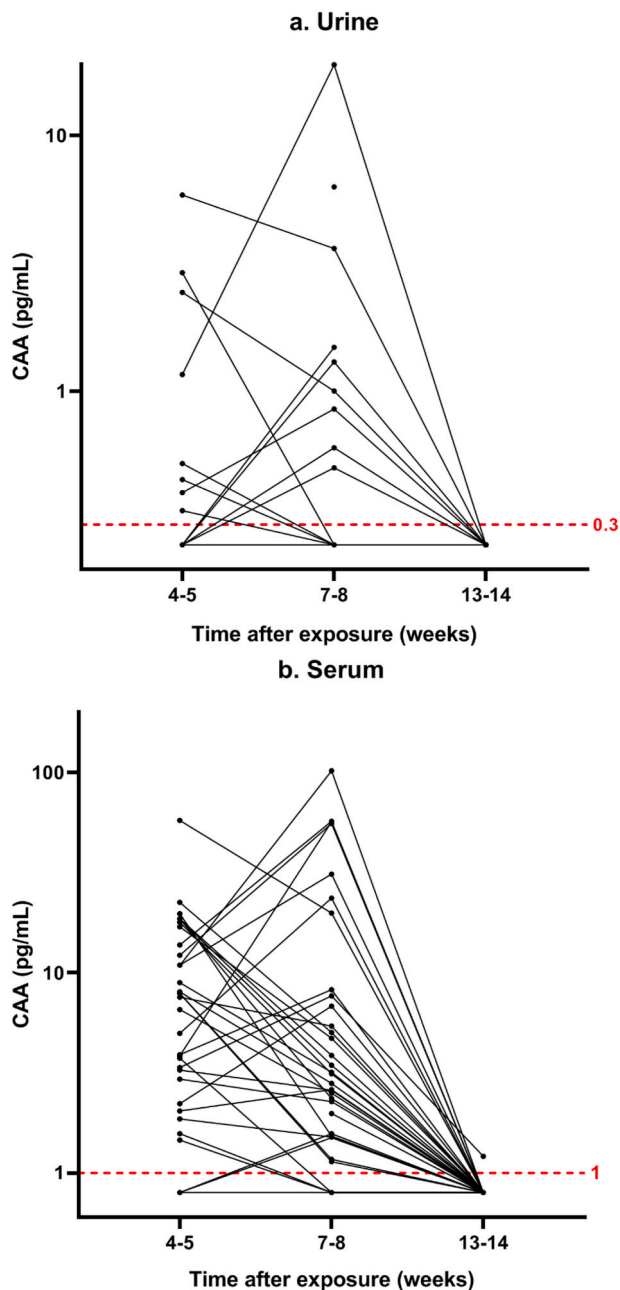 a. Urine
CAA (pg/mL)
10
1
0.3
4-5 7-8 13-14
Time after exposure (weeks)
b. Serum
CAA (pg/mL)
100
10
1
1
4-5 7-8 13-14
Time after exposure (weeks)